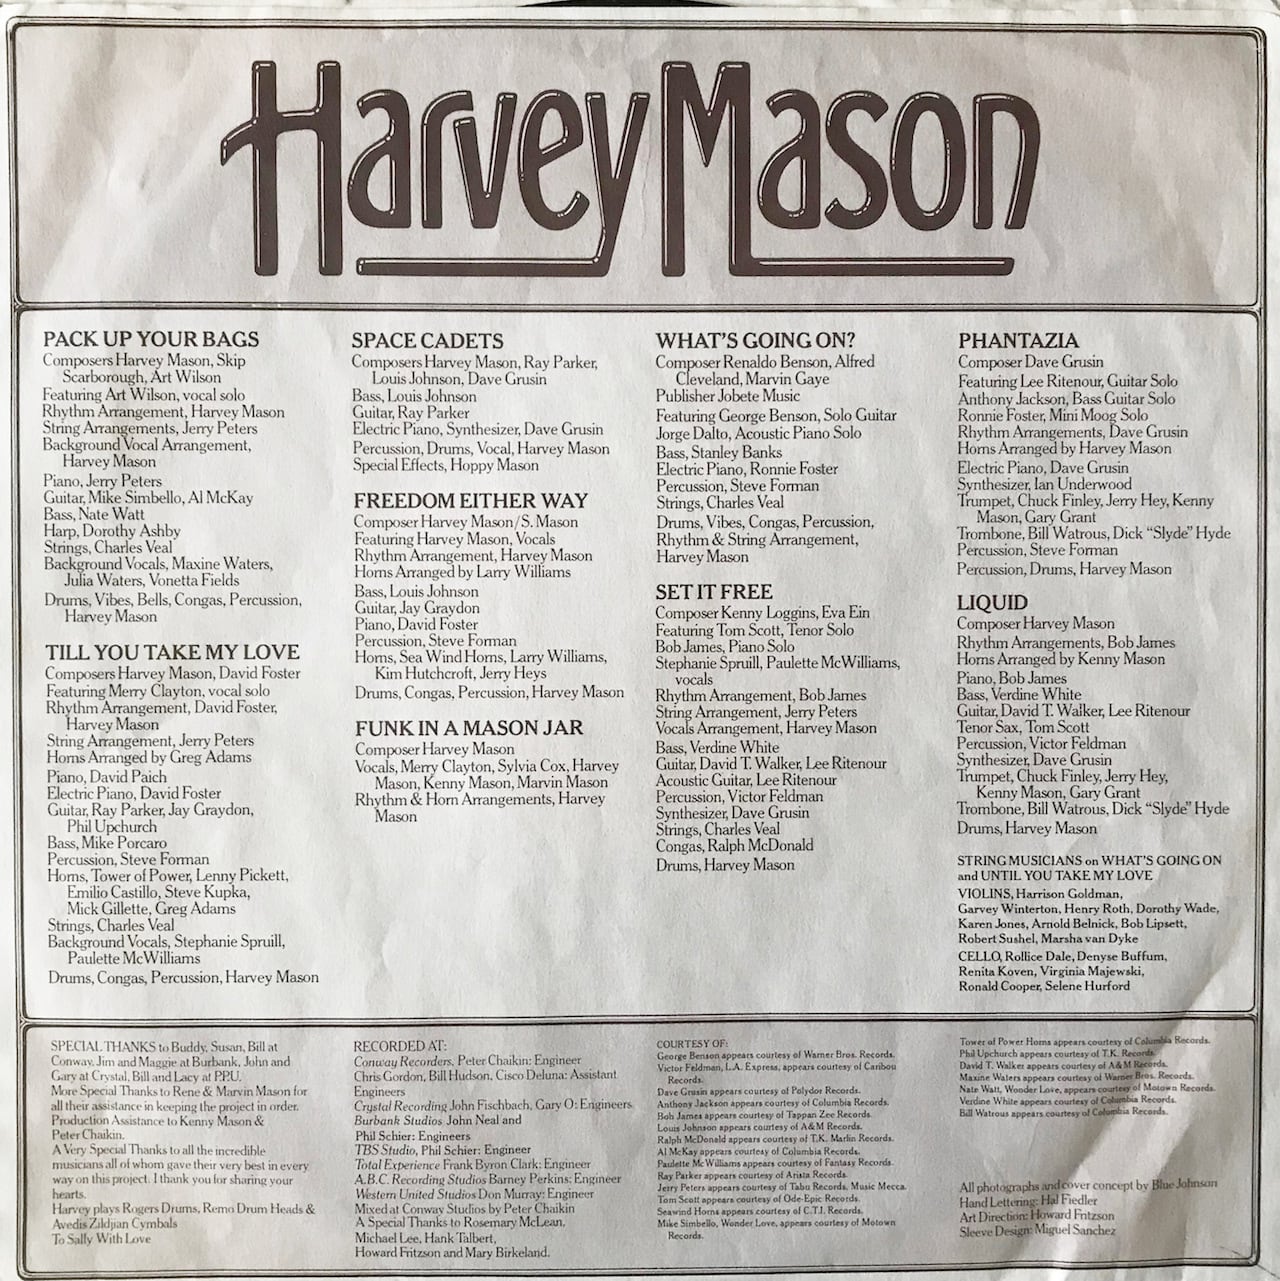 Harvey Mason
PACK UP YOUR BAGS
Composers Harvey Mason, Skip
Scarborough, Art Wilson
Featuring Art Wilson, vocal solo
Rhythm Arrangement, Harvey Mason
String Arrangements, Jerry Peters
Background Vocal Arrangement,
Harvey Mason
Piano, Jerry Peters
Guitar, Mike Simbello, Al McKay
Bass, Nate Watt
Harp, Dorothy Ashby
Strings, Charles Veal
Background Vocals, Maxine Waters,
Julia Waters, Vonetta Fields
Drums, Vibes, Bells, Congas, Percussion,
Harvey Mason
TILL YOU TAKE MY LOVE
Composers Harvey Mason, David Foster
Featuring Merry Clayton, vocal solo
Rhythm Arrangement, David Foster,
Harvey Mason
String Arrangement, Jerry Peters
Horns Arranged by Greg Adams
Piano, David Paich
Electric Piano, David Foster
Guitar, Ray Parker, Jay Graydon,
Phil Upchurch
Bass, Mike Porcaro
Percussion, Steve Forman
Horns, Tower of Power, Lenny Pickett,
Emilio Castillo, Steve Kupka,
Mick Gillette, Greg Adams
Strings, Charles Veal
Background Vocals, Stephanie Spruill,
Paulette McWilliams
Drums, Congas, Percussion, Harvey Mason
SPACE CADETS
Composers Harvey Mason, Ray Parker,
Louis Johnson, Dave Grusin
Bass, Louis Johnson
Guitar, Ray Parker
Electric Piano, Synthesizer, Dave Grusin
Percussion, Drums, Vocal, Harvey Mason
Special Effects, Hoppy Mason
FREEDOM EITHER WAY
Composer Harvey Mason/S. Mason
Featuring Harvey Mason, Vocals
Rhythm Arrangement, Harvey Mason
Horns Arranged by Larry Williams
Bass, Louis Johnson
Guitar, Jay Graydon
Piano, David Foster
Percussion, Steve Forman
Horns, Sea Wind Horns, Larry Williams,
Kim Hutchcroft, Jerry Heys
Drums, Congas, Percussion, Harvey Mason
FUNK IN A MASON JAR
Composer Harvey Mason
Vocals, Merry Clayton, Sylvia Cox, Harvey
Mason, Kenny Mason, Marvin Mason
Rhythm & Horn Arrangements, Harvey
Mason
WHAT'S GOING ON?
Composer Renaldo Benson, Alfred
Cleveland, Marvin Gaye
Publisher Jobete Music
Featuring George Benson, Solo Guitar
Jorge Dalto, Acoustic Piano Solo
Bass, Stanley Banks
Electric Piano, Ronnie Foster
Percussion, Steve Forman
Strings, Charles Veal
Drums, Vibes, Congas, Percussion,
Rhythm & String Arrangement,
Harvey Mason
SET IT FREE
Composer Kenny Loggins, Eva Ein
Featuring Tom Scott, Tenor Solo
Bob James, Piano Solo
Stephanie Spruill, Paulette McWilliams,
vocals
Rhythm Arrangement, Bob James
String Arrangement, Jerry Peters
Vocals Arrangement, Harvey Mason
Bass, Verdine White
Guitar, David T. Walker, Lee Ritenour
Acoustic Guitar, Lee Ritenour
Percussion, Victor Feldman
Synthesizer, Dave Grusin
Strings, Charles Veal
Congas, Ralph McDonald
Drums, Harvey Mason
PHANTAZIA
Composer Dave Grusin
Featuring Lee Ritenour, Guitar Solo
Anthony Jackson, Bass Guitar Solo
Ronnie Foster, Mini Moog Solo
Rhythm Arrangements, Dave Grusin
Horns Arranged by Harvey Mason
Electric Piano, Dave Grusin
Synthesizer, Ian Underwood
Trumpet, Chuck Finley, Jerry Hey, Kenny
Mason, Gary Grant
Trombone, Bill Watrous, Dick “Slyde” Hyde
Percussion, Steve Forman
Percussion, Drums, Harvey Mason
LIQUID
Composer Harvey Mason
Rhythm Arrangements, Bob James
Horns Arranged by Kenny Mason
Piano, Bob James
Bass, Verdine White
Guitar, David T. Walker, Lee Ritenour
Tenor Sax, Tom Scott
Percussion, Victor Feldman
Synthesizer, Dave Grusin
Trumpet, Chuck Finley, Jerry Hey,
Kenny Mason, Gary Grant
Trombone, Bill Watrous, Dick “Slyde” Hyde
Drums, Harvey Mason
STRING MUSICIANS on WHAT'S GOING ON
and UNTIL YOU TAKE MY LOVE
VIOLINS, Harrison Goldman,
Garvey Winterton, Henry Roth, Dorothy Wade,
Karen Jones, Arnold Belnick, Bob Lipsett,
Robert Sushel, Marsha van Dyke
CELLO, Rollice Dale, Denyse Buffum,
Renita Koven, Virginia Majewski,
Ronald Cooper, Selene Hurford
SPECIAL THANKS to Buddy, Susan, Bill at
Conway, Jim and Maggie at Burbank, John and
Gary at Crystal, Bill and Lacy at P.P.U.
More Special Thanks to Rene & Marvin Mason for
all their assistance in keeping the project in order.
Production Assistance to Kenny Mason &
Peter Chaikin.
A Very Special Thanks to all the incredible
musicians all of whom gave their very best in every
way on this project. I thank you for sharing your
hearts.
Harvey plays Rogers Drums, Remo Drum Heads &
Avedis Zildjian Cymbals
To Sally With Love
RECORDED AT:
Conway Recorders, Peter Chaikin: Engineer
Chris Gordon, Bill Hudson, Cisco Deluna: Assistant
Engineers
Crystal Recording John Fischbach, Gary O: Engineers
Burbank Studios John Neal and
Phil Schier: Engineers
TBS Studio, Phil Schier: Engineer
Total Experience Frank Byron Clark: Engineer
A.B.C. Recording Studios Barney Perkins: Engineer
Western United Studios Don Murray: Engineer
Mixed at Conway Studios by Peter Chaikin
A Special Thanks to Rosemary McLean,
Michael Lee, Hank Talbert,
Howard Fritzson and Mary Birkeland.
COURTESY OF:
George Benson appears courtesy of Warner Bros. Records.
Victor Feldman, L.A. Express, appears courtesy of Caribou
Records.
Dave Grusin appears courtesy of Polydor Records.
Anthony Jackson appears courtesy of Columbia Records.
Bob James appears courtesy of Tappan Zee Records.
Louis Johnson appears courtesy of A&M Records.
Ralph McDonald appears courtesy of T.K. Marlin Records.
Al McKay appears courtesy of Columbia Records.
Paulette McWilliams appears courtesy of Fantasy Records.
Ray Parker appears courtesy of Arista Records.
Jerry Peters appears courtesy of Tabu Records, Music Mecca.
Tom Scott appears courtesy of Ode-Epic Records.
Seawind Horns appears courtesy of C.T.I. Records.
Mike Simbello, Wonder Love, appears courtesy of Motown
Records.
Tower of Power Horns appears courtesy of Columbia Records.
Phil Upchurch appears courtesy of T.K. Records.
David T. Walker appears courtesy of A&M Records.
Maxine Waters appears courtesy of Warner Bros. Records.
Nate Watt, Wonder Love, appears courtesy of Motown Records.
Verdine White appears courtesy of Columbia Records.
Bill Watrous appears courtesy of Columbia Records.
All photographs and cover concept by Blue Johnson
Hand Lettering: Hal Fiedler
Art Direction: Howard Fritzson
Sleeve Design: Miguel Sanchez